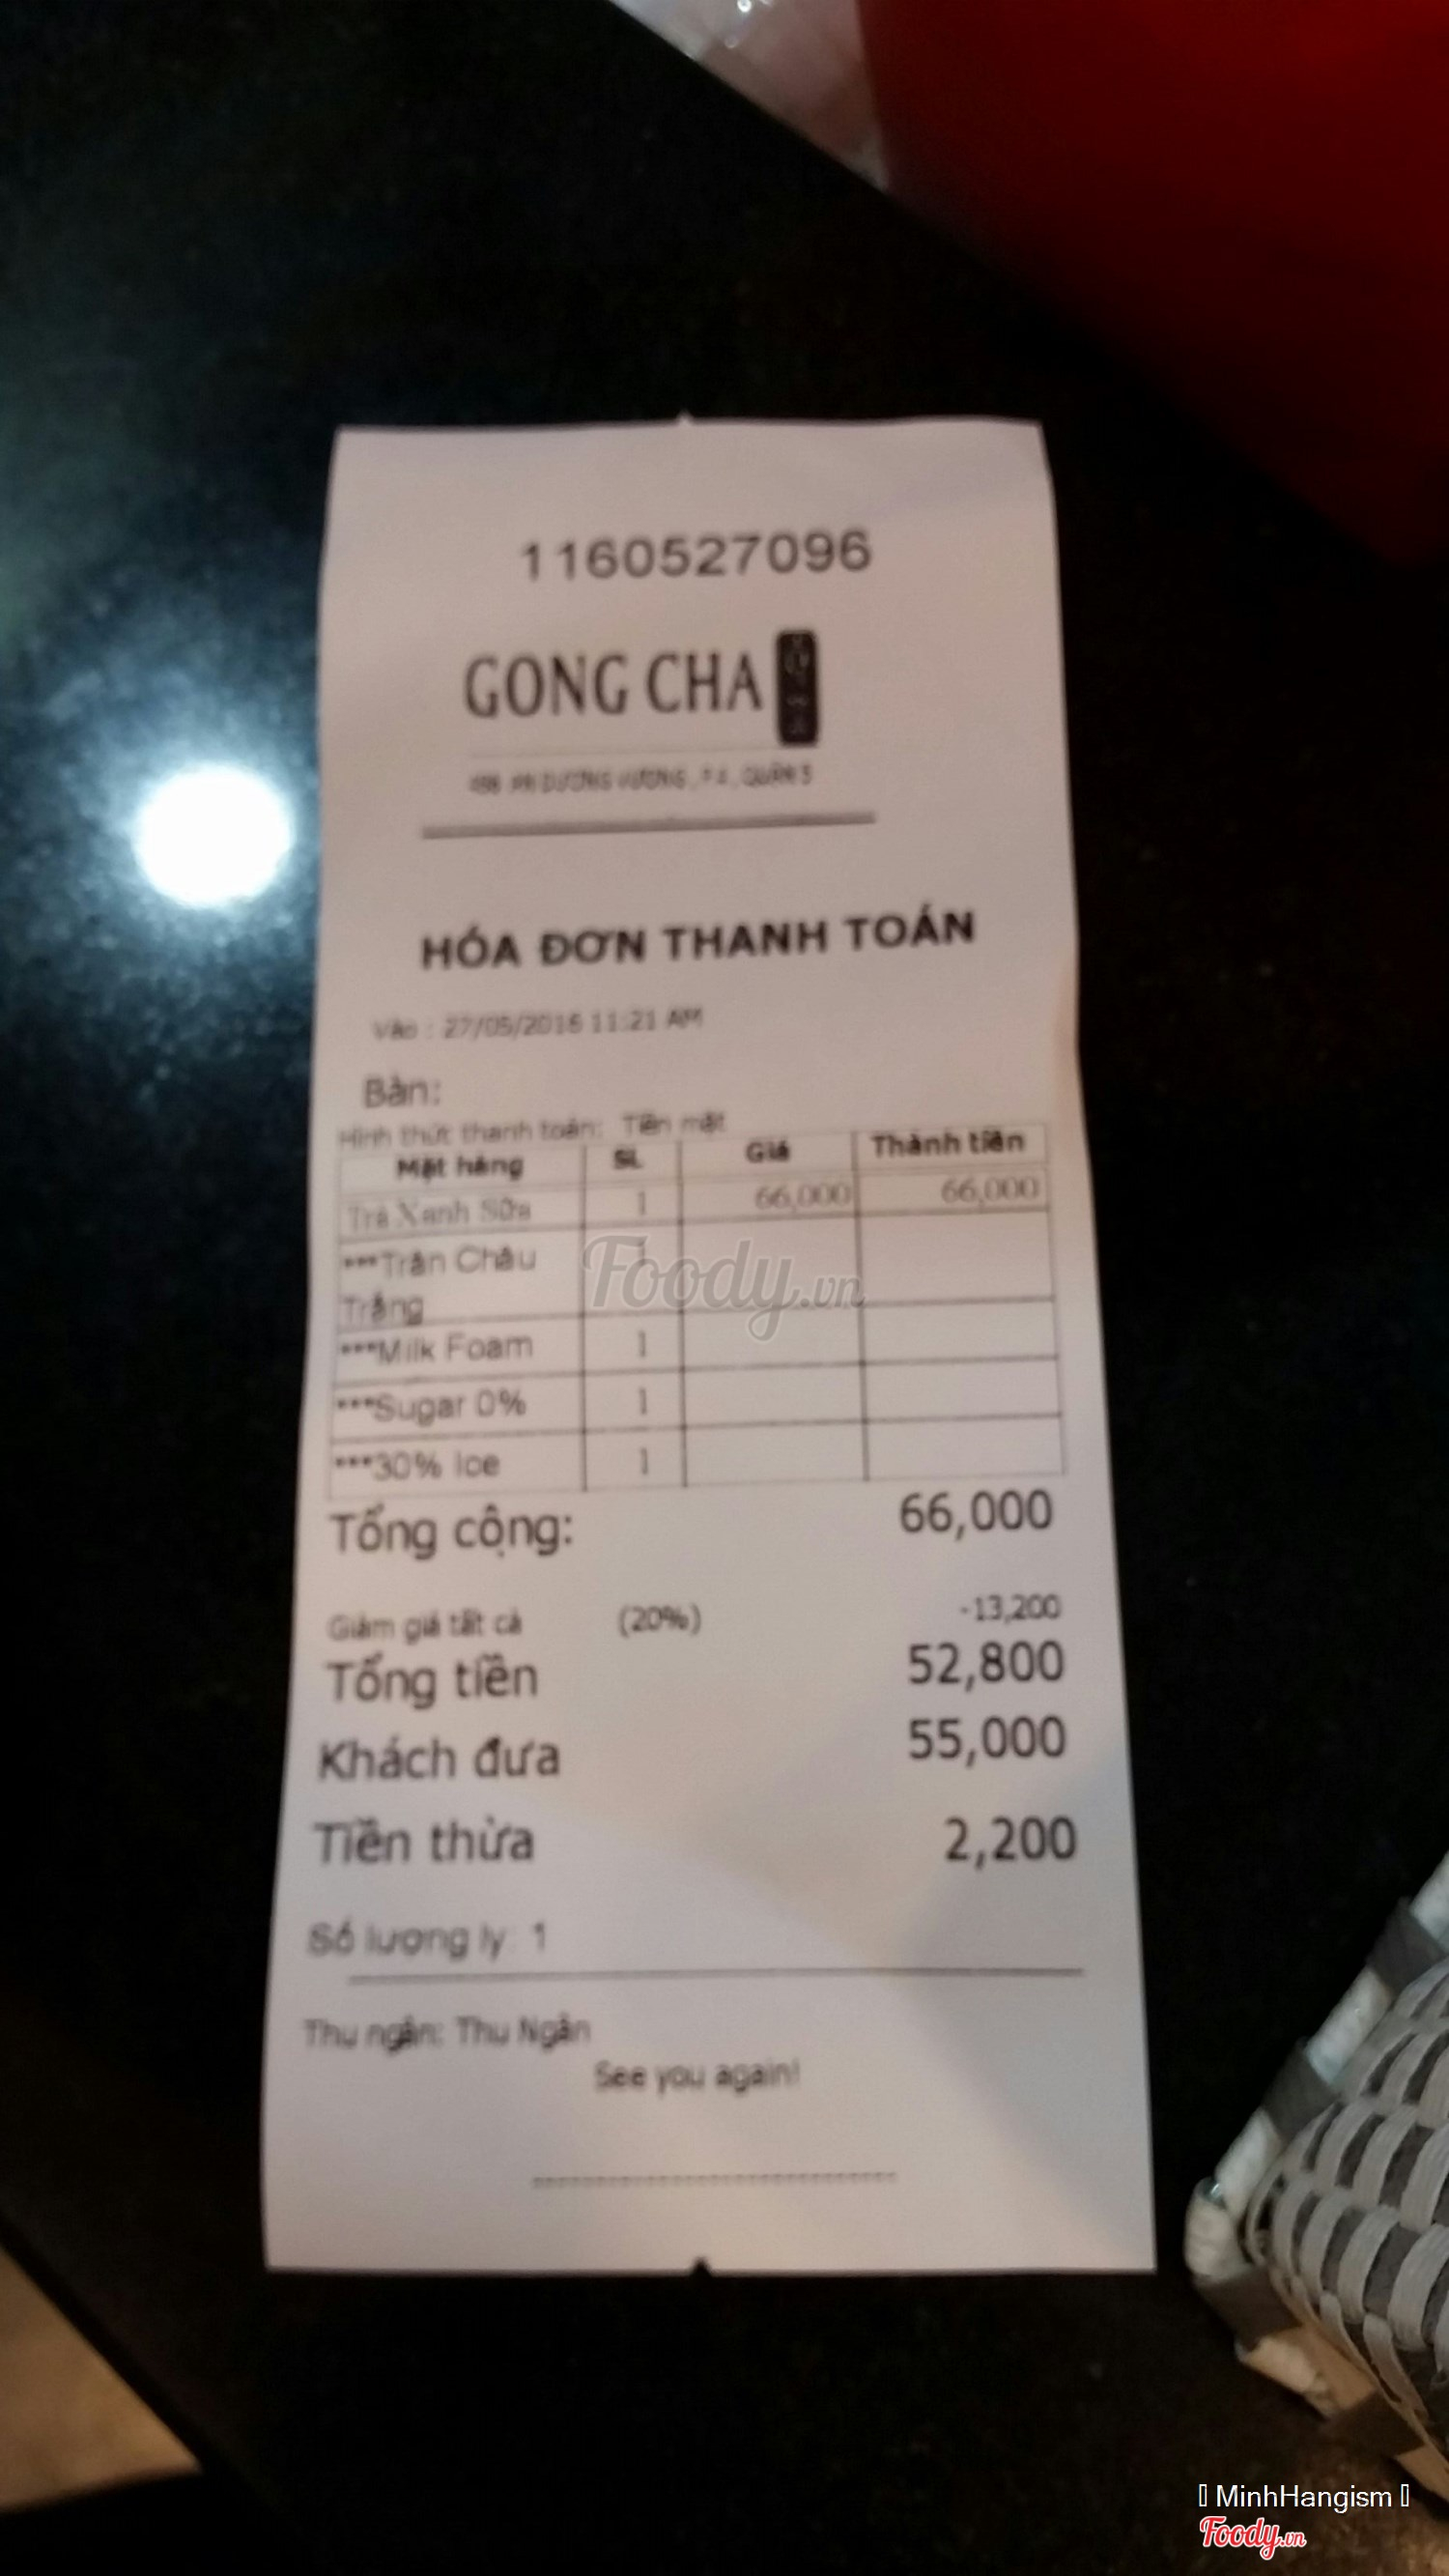 1160527096
GONG CHA
DƯƠNG VƯƠNG, QUẬN 5
HÓA ĐƠN THANH TOÁN
Vào : 27/05/2016 11:21 AM
Bàn:
Hình thức thanh toán: Tiền mặt
Mặt hàng SL Giá Thành tiền
Trà Xanh Sữa 1 66,000 66,000
***Trân Châu 1
Trắng
***Milk Foam 1
***Sugar 0% 1
***30% Ice 1
Tổng cộng: 66,000
Giảm giá tất cả (20%) -13,200
Tổng tiền 52,800
Khách đưa 55,000
Tiền thừa 2,200
Số lượng ly: 1
Thu ngân: Thu Ngân
See you again!
Foody.vn
MinhHangism
Foody.vn